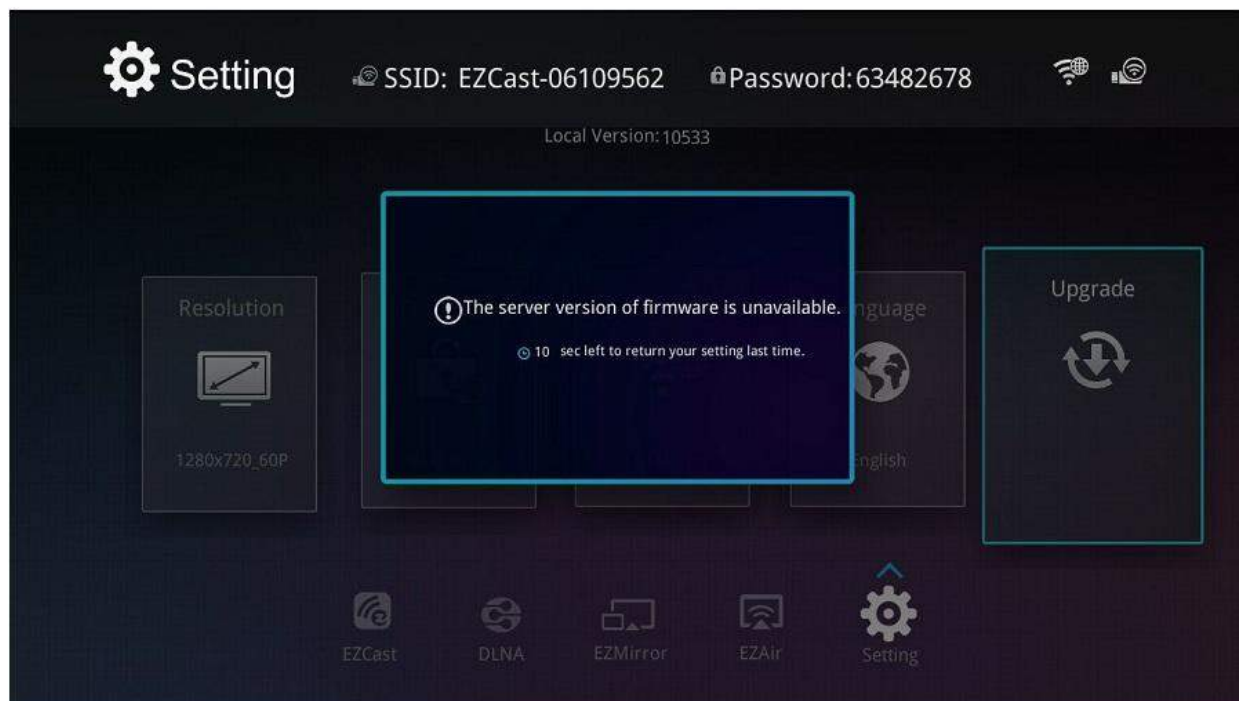 Setting
SSID: EZCast-06109562
Password: 63482678
Local Version: 10533
Resolution
nguage
Upgrade
The server version of firmware is unavailable.
10 sec left to return your setting last time.
1280x720_60P
English
EZCast
DLNA
EZMirror
EZAir
Setting